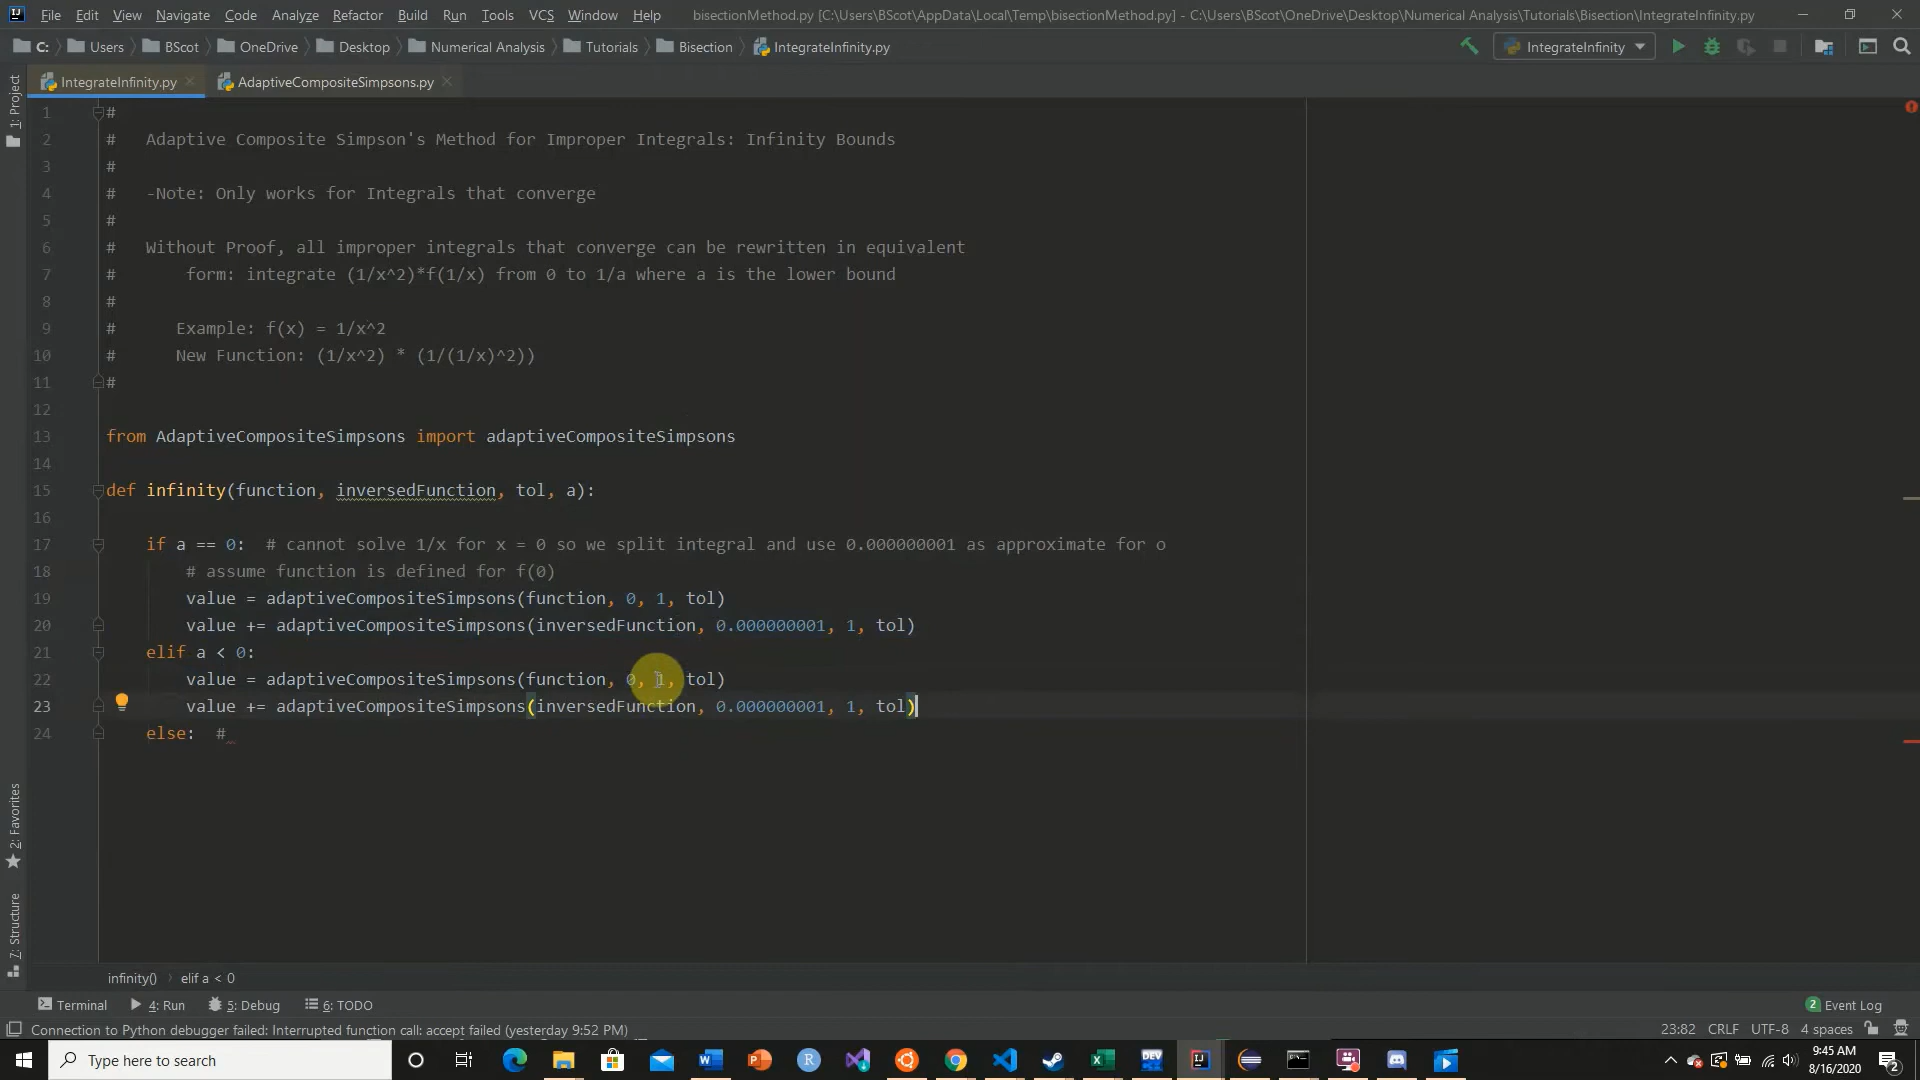 File Edit View Navigate Code Analyze Refactor Build Run Tools VCS Window Help bisectionMethod.py [C:\Users\BScot\AppData\Local\Temp\bisectionMethod.py] - C:\Users\BScot\OneDrive\Desktop\Numerical Analysis\Tutorials\Bisection\IntegrateInfinity.py
C: Users BScot OneDrive Desktop Numerical Analysis Tutorials Bisection IntegrateInfinity.py IntegrateInfinity
IntegrateInfinity.py AdaptiveCompositeSimpsons.py
1: Project
1 #
2 # Adaptive Composite Simpson's Method for Improper Integrals: Infinity Bounds
3 #
4 # -Note: Only works for Integrals that converge
5 #
6 # Without Proof, all improper integrals that converge can be rewritten in equivalent
7 # form: integrate (1/x^2)*f(1/x) from 0 to 1/a where a is the lower bound
8 #
9 # Example: f(x) = 1/x^2
10 # New Function: (1/x^2) * (1/(1/x)^2))
11 #
12
13 from AdaptiveCompositeSimpsons import adaptiveCompositeSimpsons
14
15 def infinity(function, inversedFunction, tol, a):
16
17 if a == 0: # cannot solve 1/x for x = 0 so we split integral and use 0.000000001 as approximate for o
18 # assume function is defined for f(0)
19 value = adaptiveCompositeSimpsons(function, 0, 1, tol)
20 value += adaptiveCompositeSimpsons(inversedFunction, 0.000000001, 1, tol)
21 elif a < 0:
22 value = adaptiveCompositeSimpsons(function, 0, 1, tol)
23 value += adaptiveCompositeSimpsons(inversedFunction, 0.000000001, 1, tol)
24 else: #
2: Favorites
7: Structure
infinity() elif a < 0
Terminal 4: Run 5: Debug 6: TODO 2 Event Log
Connection to Python debugger failed: Interrupted function call: accept failed (yesterday 9:52 PM) 23:82 CRLF UTF-8 4 spaces
Type here to search
9:45 AM
8/16/2020
2